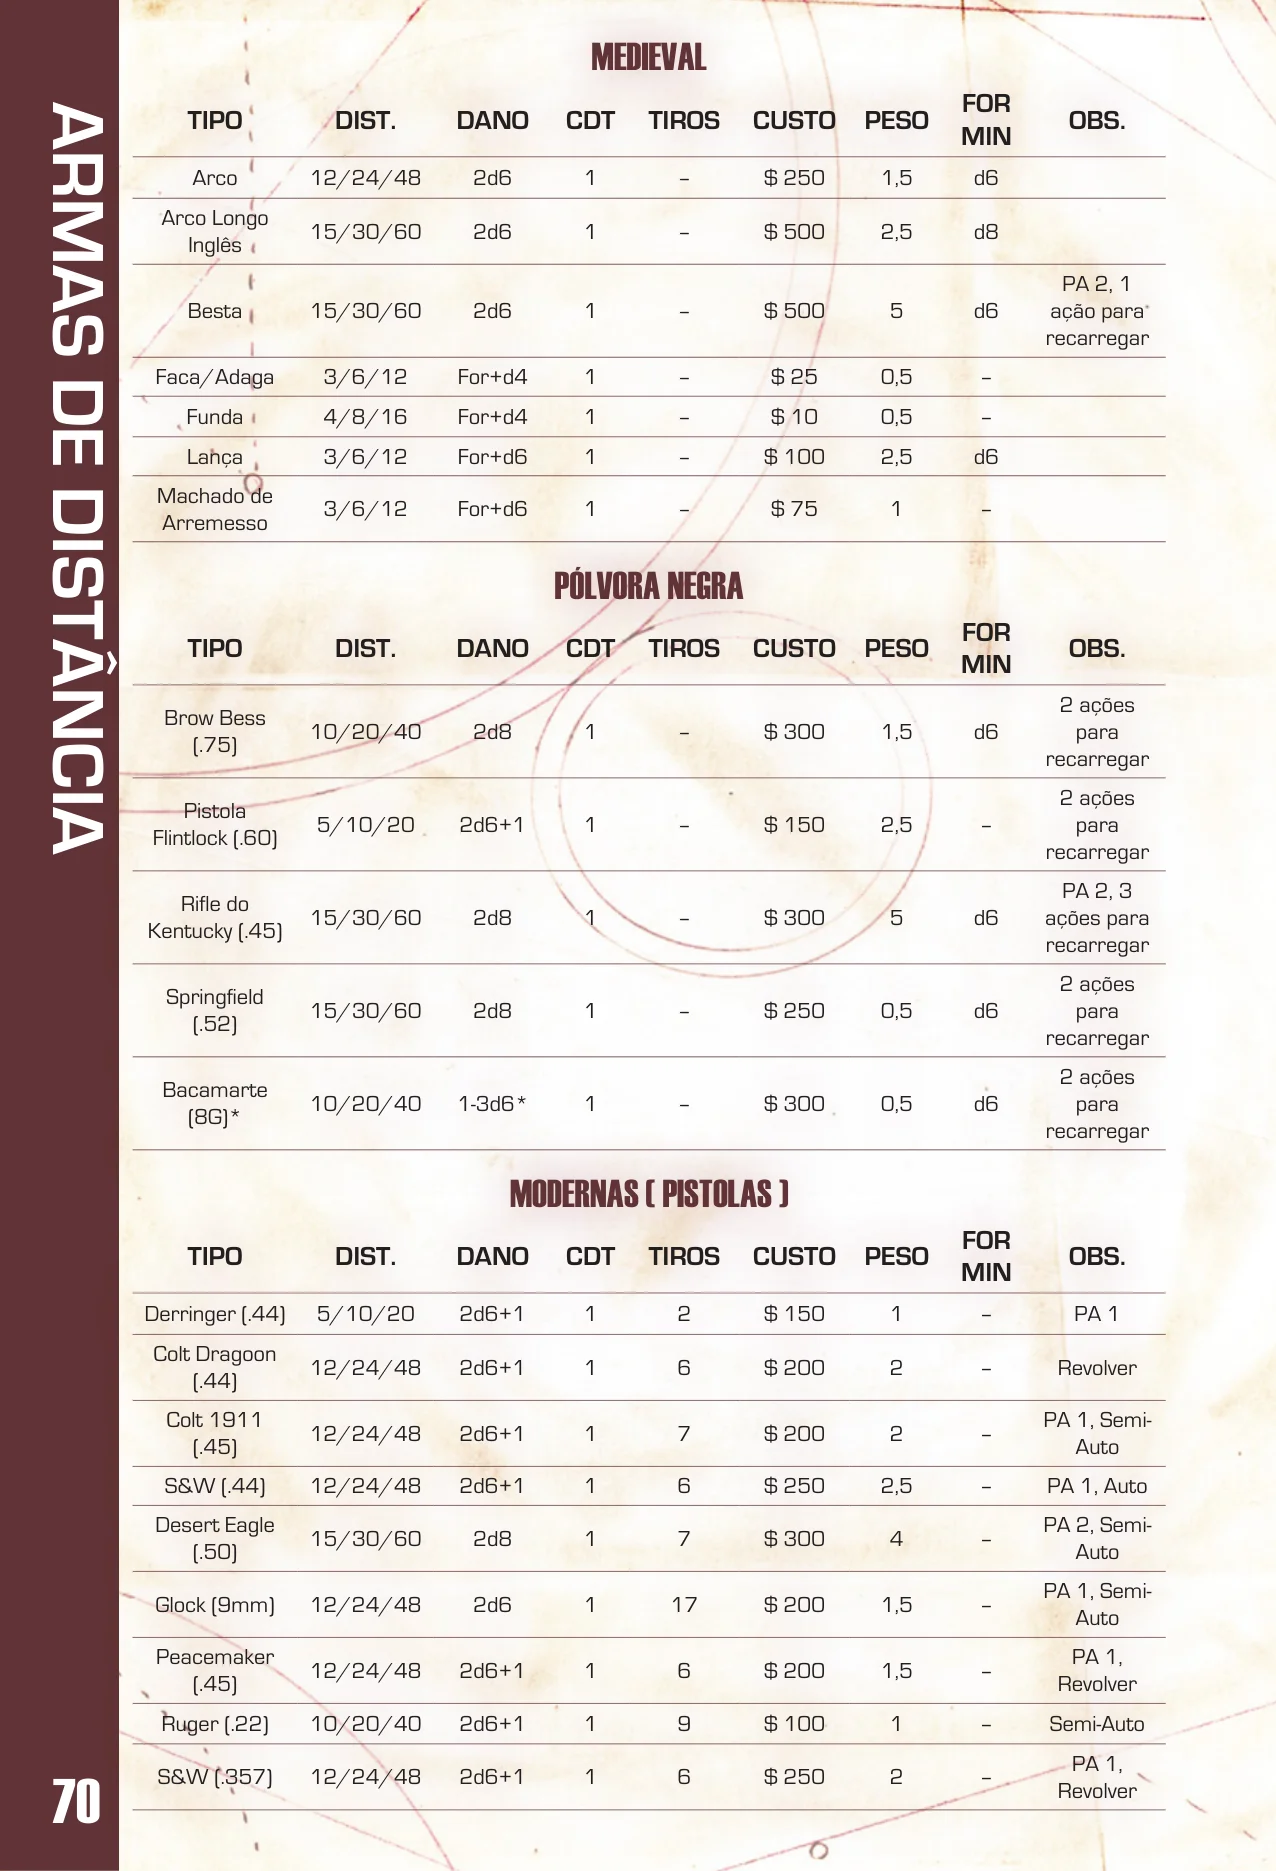 ARMAS DE DISTÂNCIA
MEDIEVAL
TIPO DIST. DANO CDT TIROS CUSTO PESO FOR MIN OBS.
Arco 12/24/48 2d6 1 – $ 250 1,5 d6
Arco Longo Inglês 15/30/60 2d6 1 – $ 500 2,5 d8
Besta 15/30/60 2d6 1 – $ 500 5 d6 PA 2, 1 ação para recarregar
Faca/Adaga 3/6/12 For+d4 1 – $ 25 0,5 –
Funda 4/8/16 For+d4 1 – $ 10 0,5 –
Lança 3/6/12 For+d6 1 – $ 100 2,5 d6
Machado de Arremesso 3/6/12 For+d6 1 – $ 75 1 –
PÓLVORA NEGRA
TIPO DIST. DANO CDT TIROS CUSTO PESO FOR MIN OBS.
Brow Bess (.75) 10/20/40 2d8 1 – $ 300 1,5 d6 2 ações para recarregar
Pistola Flintlock (.60) 5/10/20 2d6+1 1 – $ 150 2,5 – 2 ações para recarregar
Rifle do Kentucky (.45) 15/30/60 2d8 1 – $ 300 5 d6 PA 2, 3 ações para recarregar
Springfield (.52) 15/30/60 2d8 1 – $ 250 0,5 d6 2 ações para recarregar
Bacamarte (8G)* 10/20/40 1-3d6* 1 – $ 300 0,5 d6 2 ações para recarregar
MODERNAS ( PISTOLAS )
TIPO DIST. DANO CDT TIROS CUSTO PESO FOR MIN OBS.
Derringer (.44) 5/10/20 2d6+1 1 2 $ 150 1 – PA 1
Colt Dragoon (.44) 12/24/48 2d6+1 1 6 $ 200 2 – Revolver
Colt 1911 (.45) 12/24/48 2d6+1 1 7 $ 200 2 – PA 1, Semi-Auto
S&W (.44) 12/24/48 2d6+1 1 6 $ 250 2,5 – PA 1, Auto
Desert Eagle (.50) 15/30/60 2d8 1 7 $ 300 4 – PA 2, Semi-Auto
Glock (9mm) 12/24/48 2d6 1 17 $ 200 1,5 – PA 1, Semi-Auto
Peacemaker (.45) 12/24/48 2d6+1 1 6 $ 200 1,5 – PA 1, Revolver
Ruger (.22) 10/20/40 2d6+1 1 9 $ 100 1 – Semi-Auto
S&W (.357) 12/24/48 2d6+1 1 6 $ 250 2 – PA 1, Revolver
70